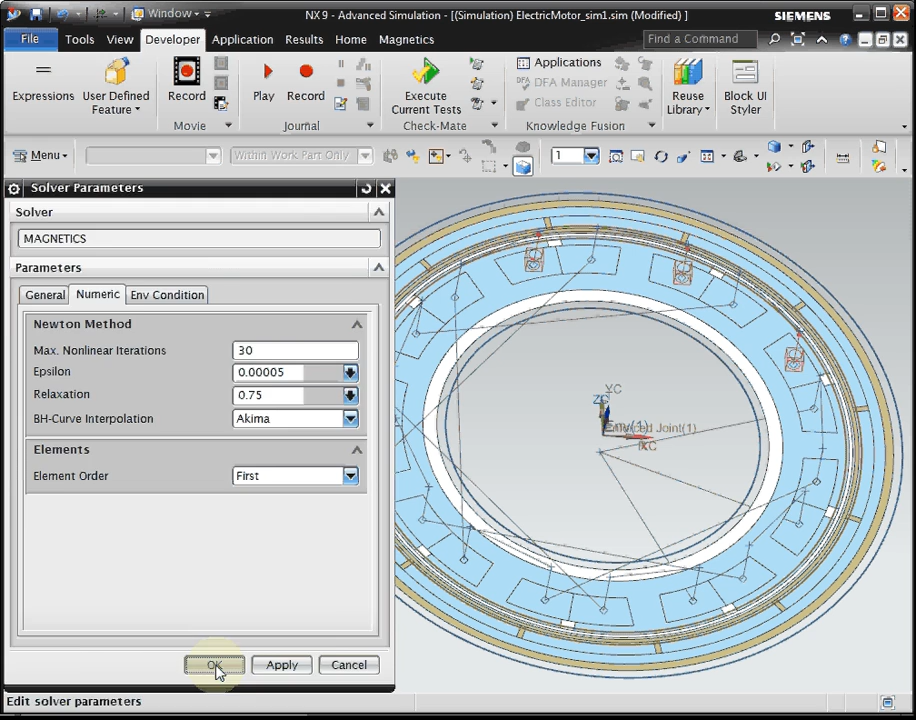 Window
NX 9 - Advanced Simulation - [(Simulation) ElectricMotor_sim1.sim (Modified) ]
SIEMENS
File
Tools
View
Developer
Application
Results
Home
Magnetics
Find a Command
Expressions
User Defined
Feature
Record
Movie
Play
Record
Journal
Execute
Current Tests
Check-Mate
Applications
DFA Manager
Class Editor
Knowledge Fusion
Reuse
Library
Block UI
Styler
Menu
Within Work Part Only
1
Solver Parameters
Solver
MAGNETICS
Parameters
General
Numeric
Env Condition
Newton Method
Max. Nonlinear Iterations
30
Epsilon
0.00005
Relaxation
0.75
BH-Curve Interpolation
Akima
Elements
Element Order
First
OK
Apply
Cancel
YC
ZC
Joint(1)
XC
Edit solver parameters